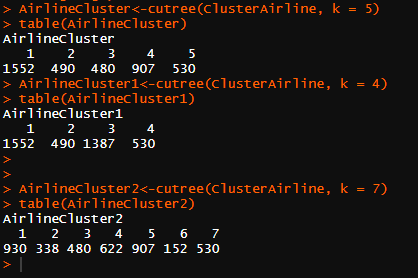 > AirlineCluster<-cutree(ClusterAirline, k = 5)
> table(AirlineCluster)
AirlineCluster
   1    2    3    4    5
1552  490  480  907  530
> AirlineCluster1<-cutree(ClusterAirline, k = 4)
> table(AirlineCluster1)
AirlineCluster1
   1    2    3    4
1552  490 1387  530
>
>
> AirlineCluster2<-cutree(ClusterAirline, k = 7)
> table(AirlineCluster2)
AirlineCluster2
  1   2   3   4   5   6   7
930 338 480 622 907 152 530
>